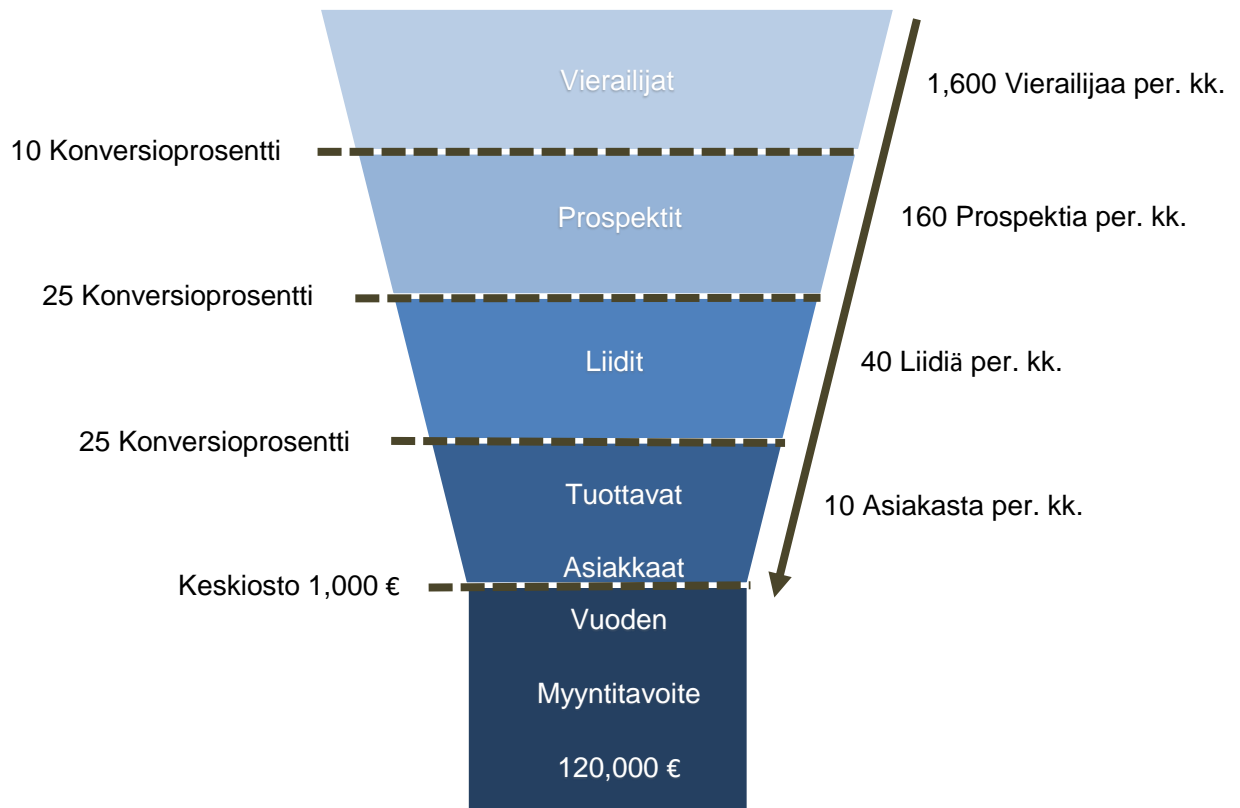 Vierailijat
1,600 Vierailijaa per. kk.
10 Konversioprosentti
Prospektit
160 Prospektia per. kk.
25 Konversioprosentti
Liidit
40 Liidiä per. kk.
25 Konversioprosentti
Tuottavat
Asiakkaat
10 Asiakasta per. kk.
Keskiosto 1,000 €
Vuoden
Myyntitavoite
120,000 €